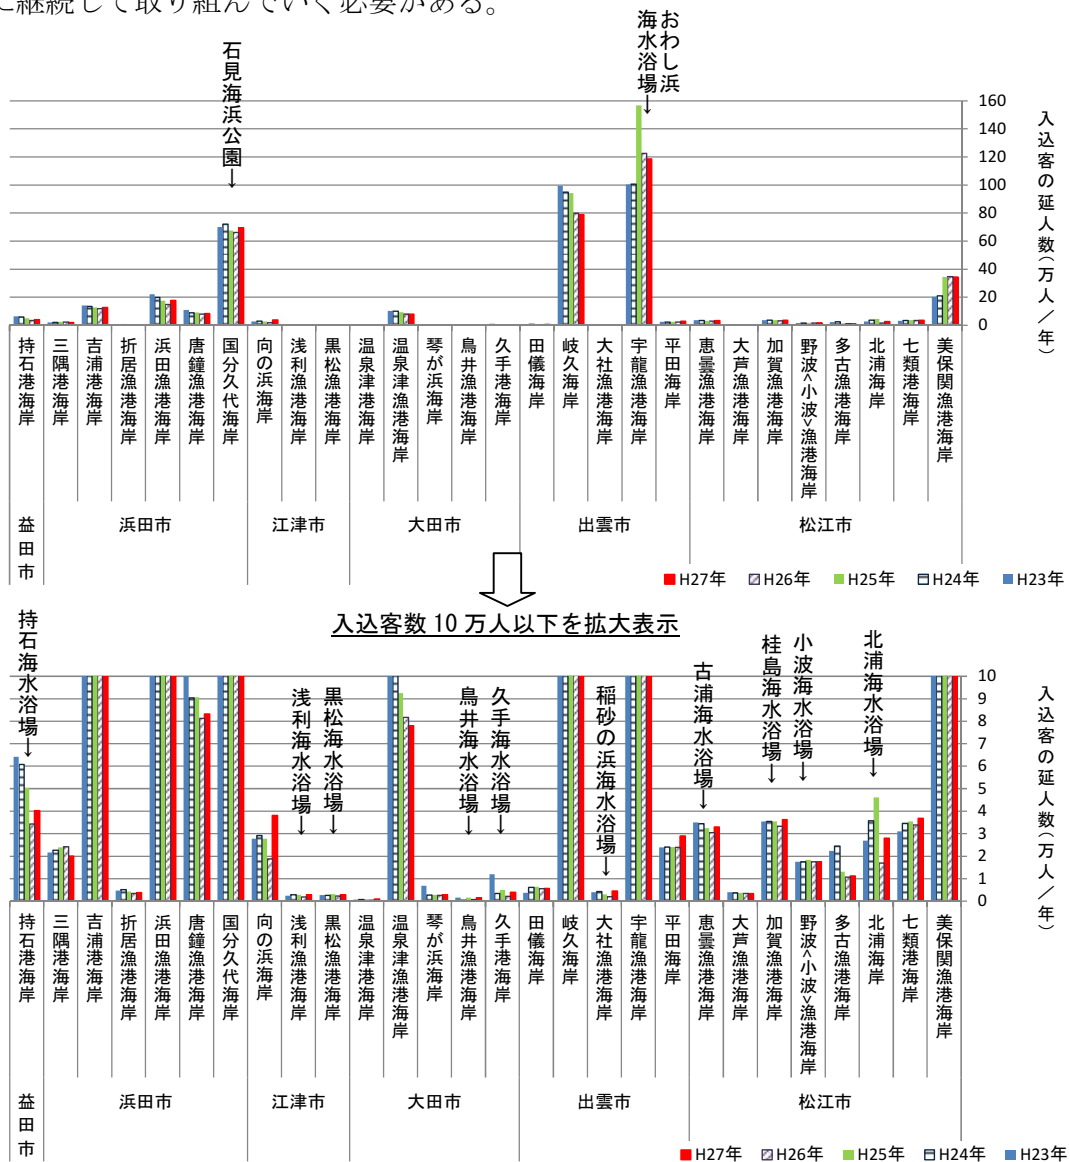 に継続して取り組んでいく必要がある。
石見海浜公園↓
おわし浜
海水浴場↓
160
140
120
100
80
60
40
20
0
入込客の延人数(万人/年)
持石港海岸
三隅港海岸
吉浦港海岸
折居漁港海岸
浜田漁港海岸
唐鐘漁港海岸
国分久代海岸
向の浜海岸
浅利漁港海岸
黒松漁港海岸
温泉津港海岸
温泉津漁港海岸
琴が浜海岸
鳥井漁港海岸
久手港海岸
田儀海岸
岐久海岸
大社漁港海岸
宇龍漁港海岸
平田海岸
恵曇漁港海岸
大芦漁港海岸
加賀漁港海岸
野波<小波>漁港海岸
多古漁港海岸
北浦海岸
七類港海岸
美保関漁港海岸
益田市
浜田市
江津市
大田市
出雲市
松江市
H27年 H26年 H25年 H24年 H23年
入込客数 10 万人以下を拡大表示
持石海水浴場↓
浅利海水浴場↓
黒松海水浴場↓
鳥井海水浴場↓
久手海水浴場↓
稲砂の浜海水浴場↓
古浦海水浴場↓
桂島海水浴場↓
小波海水浴場↓
北浦海水浴場↓
10
9
8
7
6
5
4
3
2
1
0
入込客の延人数(万人/年)
持石港海岸
三隅港海岸
吉浦港海岸
折居漁港海岸
浜田漁港海岸
唐鐘漁港海岸
国分久代海岸
向の浜海岸
浅利漁港海岸
黒松漁港海岸
温泉津港海岸
温泉津漁港海岸
琴が浜海岸
鳥井漁港海岸
久手港海岸
田儀海岸
岐久海岸
大社漁港海岸
宇龍漁港海岸
平田海岸
恵曇漁港海岸
大芦漁港海岸
加賀漁港海岸
野波<小波>漁港海岸
多古漁港海岸
北浦海岸
七類港海岸
美保関漁港海岸
益田市
浜田市
江津市
大田市
出雲市
松江市
H27年 H26年 H25年 H24年 H23年